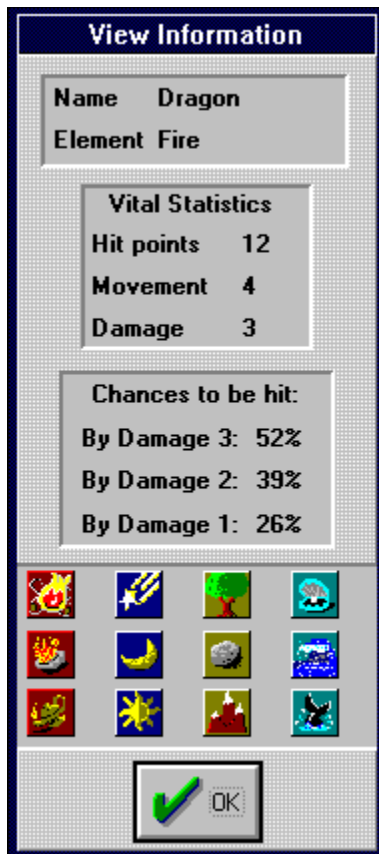 View Information
Name Dragon
Element Fire
Vital Statistics
Hit points 12
Movement 4
Damage 3
Chances to be hit:
By Damage 3: 52%
By Damage 2: 39%
By Damage 1: 26%
OK